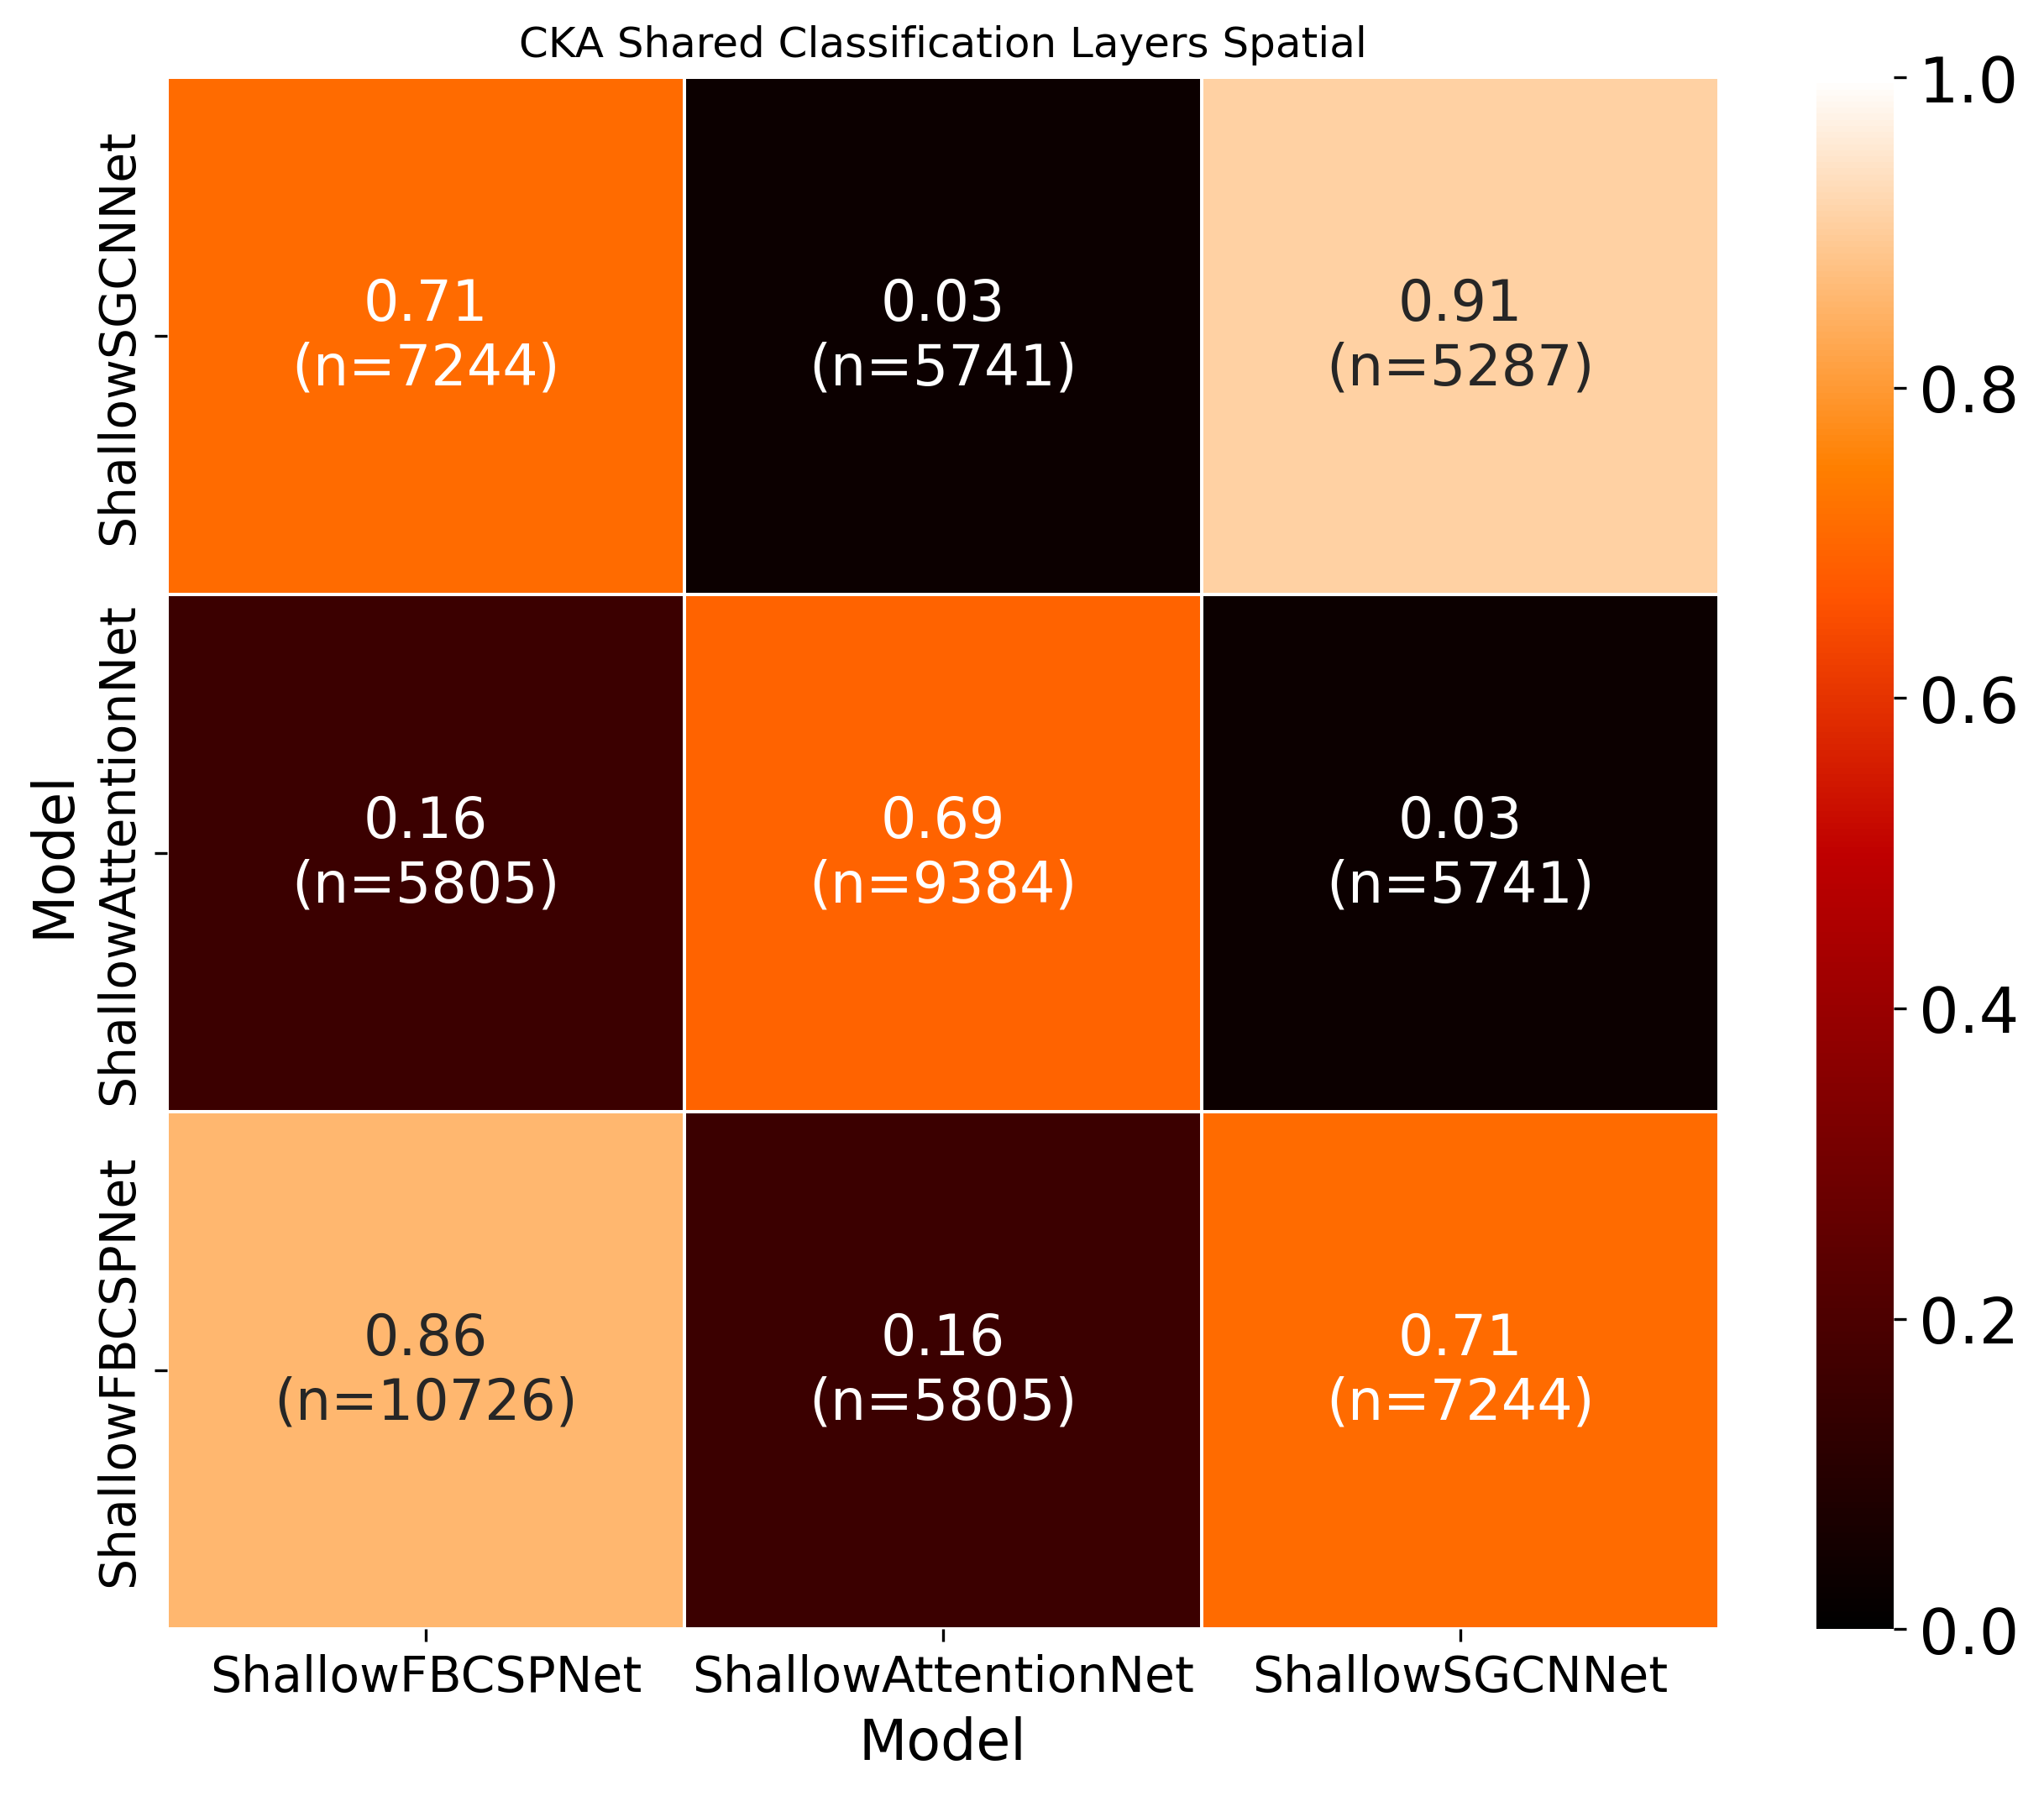 CKA Shared Classification Layers Spatial
Model
ShallowSGCNNet
0.71
(n=7244)
0.03
(n=5741)
0.91
(n=5287)
ShallowAttentionNet
0.16
(n=5805)
0.69
(n=9384)
0.03
(n=5741)
ShallowFBCSPNet
0.86
(n=10726)
0.16
(n=5805)
0.71
(n=7244)
ShallowFBCSPNet
ShallowAttentionNet
ShallowSGCNNet
Model
1.0
0.8
0.6
0.4
0.2
0.0